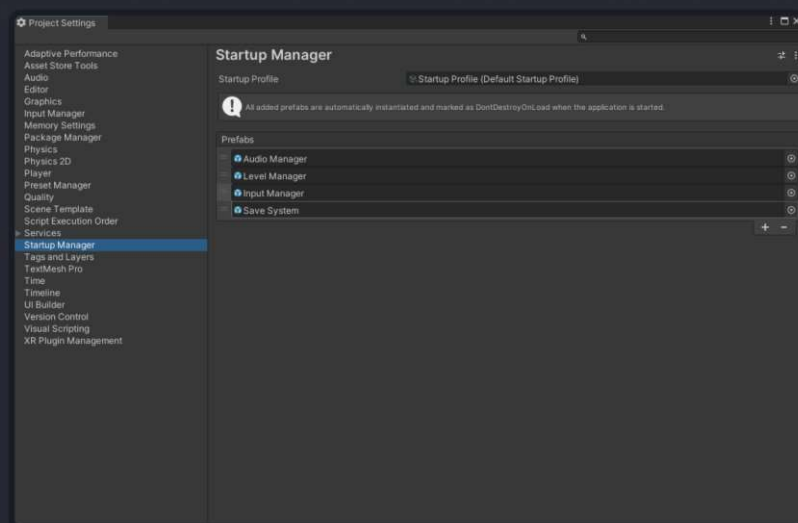 Project Settings
Adaptive Performance
Asset Store Tools
Audio
Editor
Graphics
Input Manager
Memory Settings
Package Manager
Physics
Physics 2D
Player
Preset Manager
Quality
Scene Template
Script Execution Order
Services
Startup Manager
Tags and Layers
TextMesh Pro
Time
Timeline
UI Builder
Version Control
Visual Scripting
XR Plugin Management
Startup Manager
Startup Profile
Startup Profile (Default Startup Profile)
All added prefabs are automatically instantiated and marked as DontDestroyOnLoad when the application is started.
Prefabs
Audio Manager
Level Manager
Input Manager
Save System